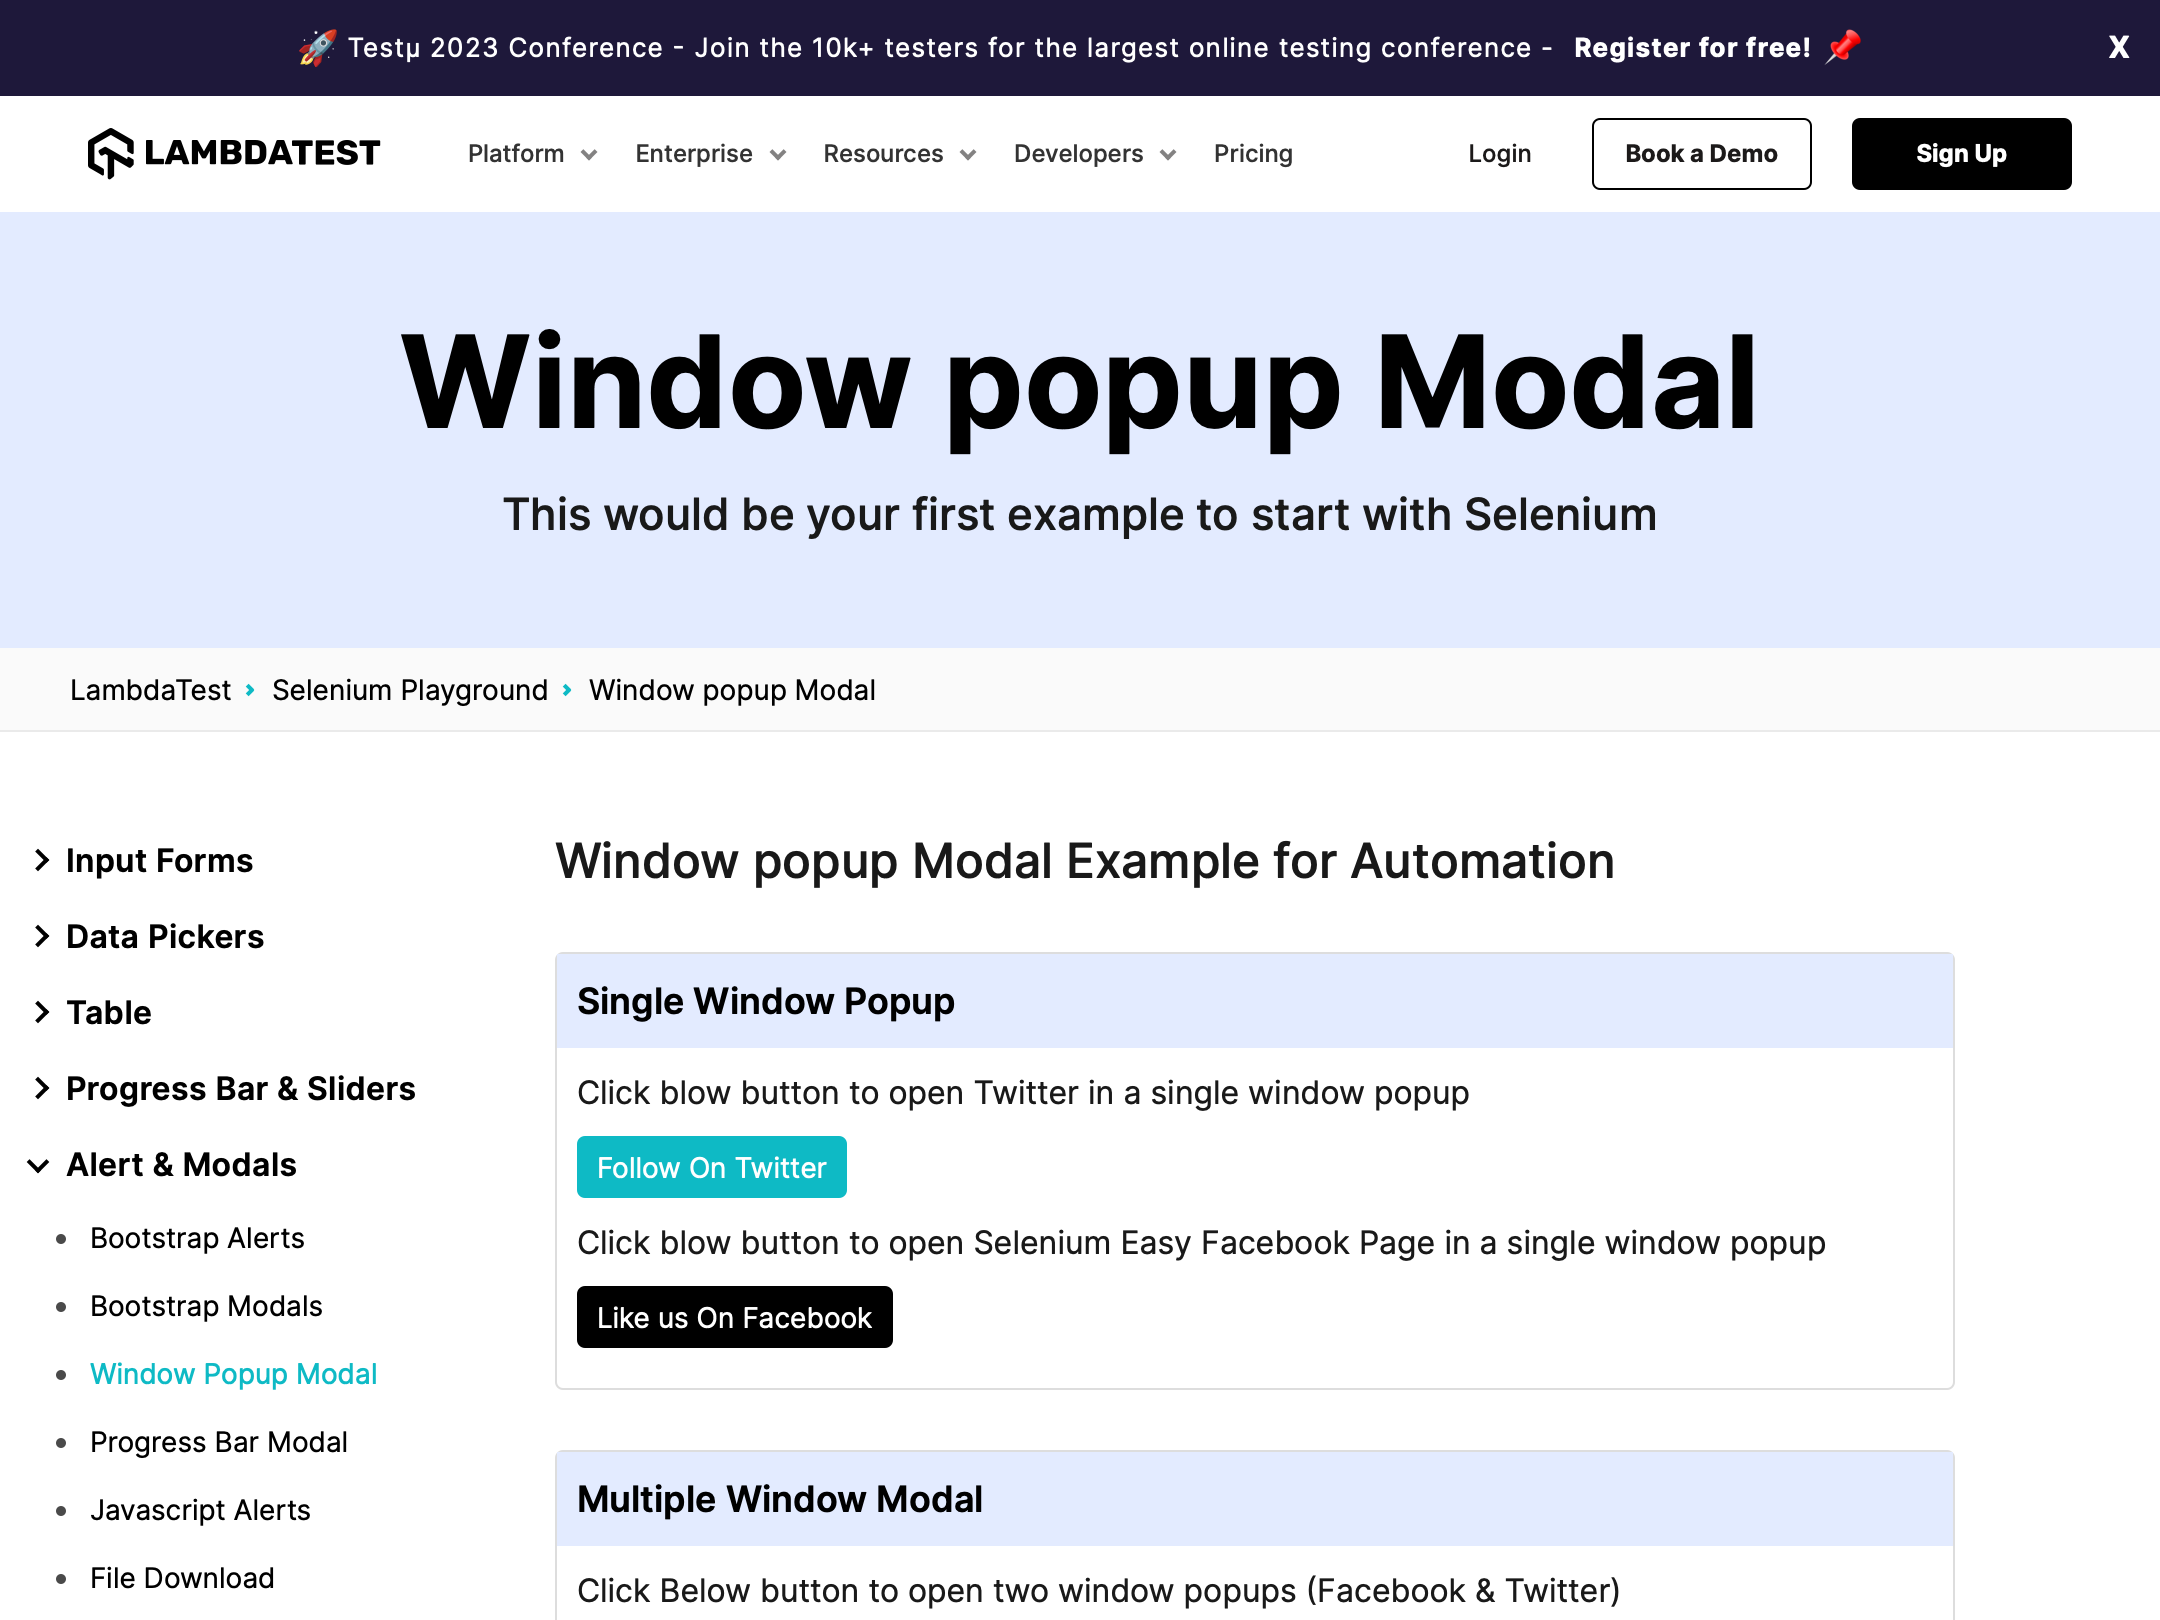 Testμ 2023 Conference - Join the 10k+ testers for the largest online testing conference - Register for free! X
LAMBDATEST Platform Enterprise Resources Developers Pricing Login Book a Demo Sign Up
Window popup Modal
This would be your first example to start with Selenium
LambdaTest Selenium Playground Window popup Modal
Input Forms
Data Pickers
Table
Progress Bar & Sliders
Alert & Modals
Bootstrap Alerts
Bootstrap Modals
Window Popup Modal
Progress Bar Modal
Javascript Alerts
File Download
Window popup Modal Example for Automation
Single Window Popup
Click blow button to open Twitter in a single window popup
Follow On Twitter
Click blow button to open Selenium Easy Facebook Page in a single window popup
Like us On Facebook
Multiple Window Modal
Click Below button to open two window popups (Facebook & Twitter)